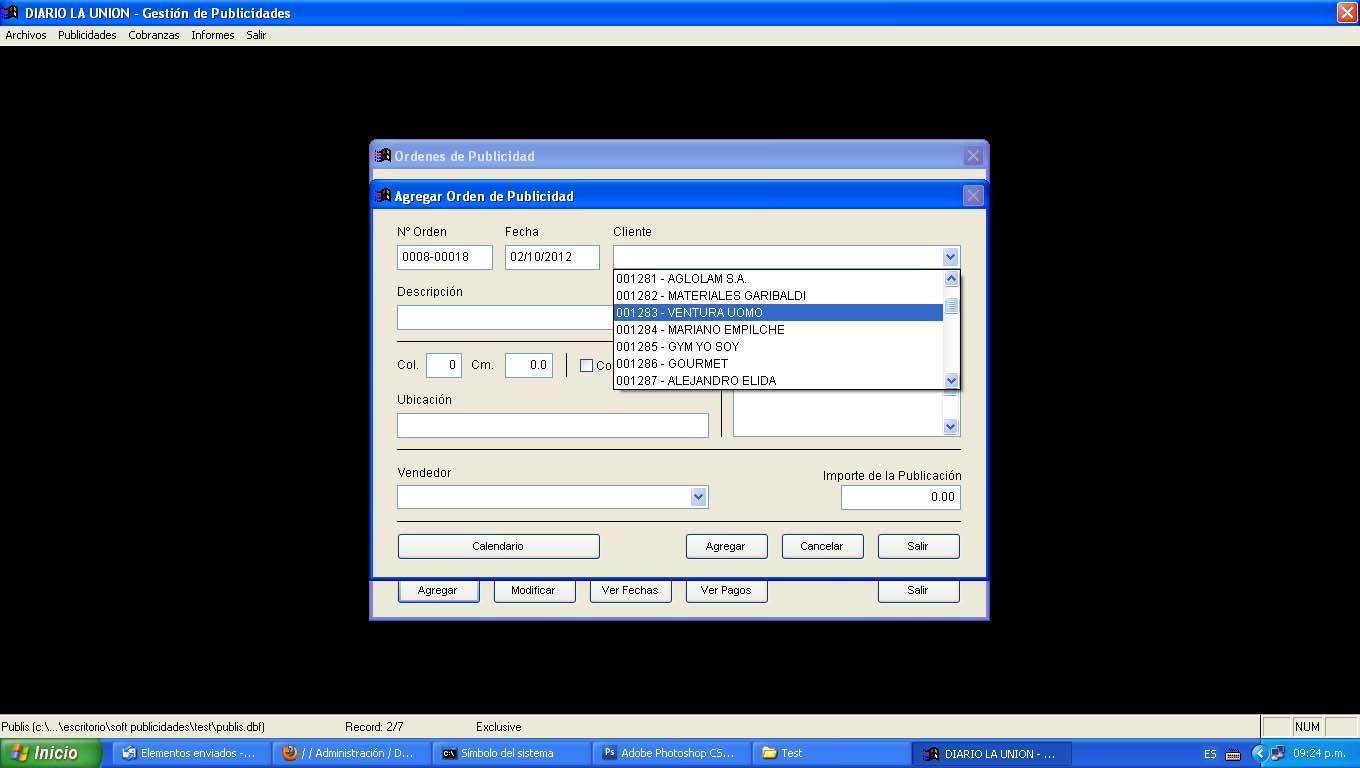 DIARIO LA UNION - Gestión de Publicidades
Archivos Publicidades Cobranzas Informes Salir
Ordenes de Publicidad
Agregar Orden de Publicidad
Nº Orden Fecha Cliente
0008-00018 02/10/2012
001281 - AGLOLAM S.A.
Descripción
001282 - MATERIALES GARIBALDI
001283 - VENTURA UOMO
001284 - MARIANO EMPILCHE
001285 - GYM YO SOY
Col. 0 Cm. 0.0 Co
001286 - GOURMET
001287 - ALEJANDRO ELIDA
Ubicación
Vendedor Importe de la Publicación
0.00
Calendario Agregar Cancelar Salir
Agregar Modificar Ver Fechas Ver Pagos Salir
Publis (c:\...\escritorio\soft publicidades\test\publis.dbf) Record: 2/7 Exclusive NUM
Inicio Elementos enviados -... / / Administración / D... C:\ Símbolo del sistema Ps Adobe Photoshop CS5... Test DIARIO LA UNION - ... ES 09:24 p.m.